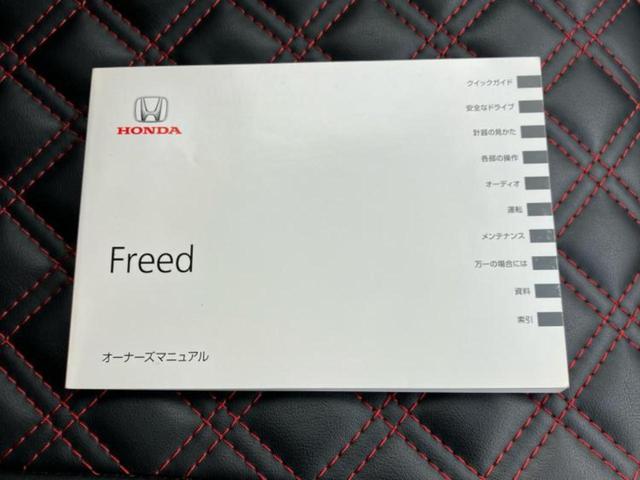 HONDA
Freed
オーナーズマニュアル
クイックガイド
安全なドライブ
計器の見かた
各部の操作
オーディオ
運転
メンテナンス
万一の場合には
資料
索引